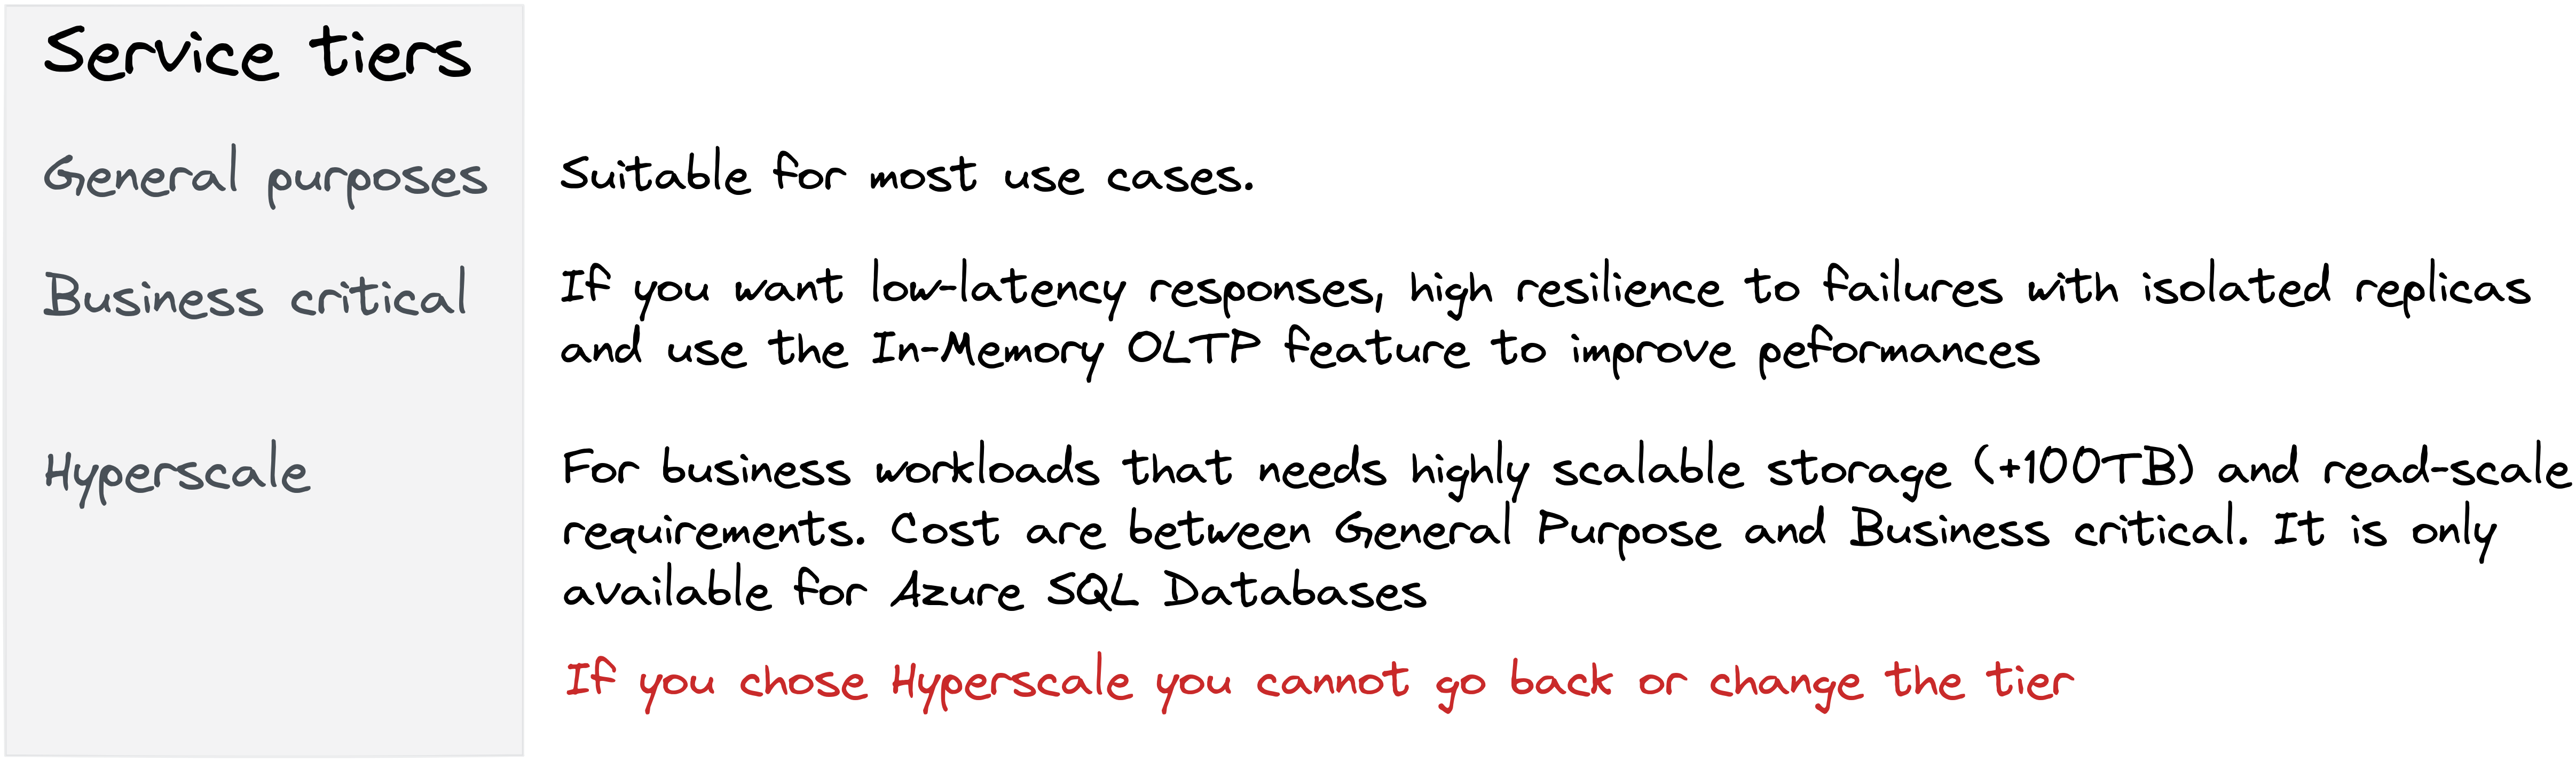 Service tiers
General purposes
Suitable for most use cases.
Business critical
If you want low-latency responses, high resilience to failures with isolated replicas
and use the In-Memory OLTP feature to improve peformances
Hyperscale
For business workloads that needs highly scalable storage (+100TB) and read-scale
requirements. Cost are between General Purpose and Business critical. It is only
available for Azure SQL Databases
If you chose Hyperscale you cannot go back or change the tier